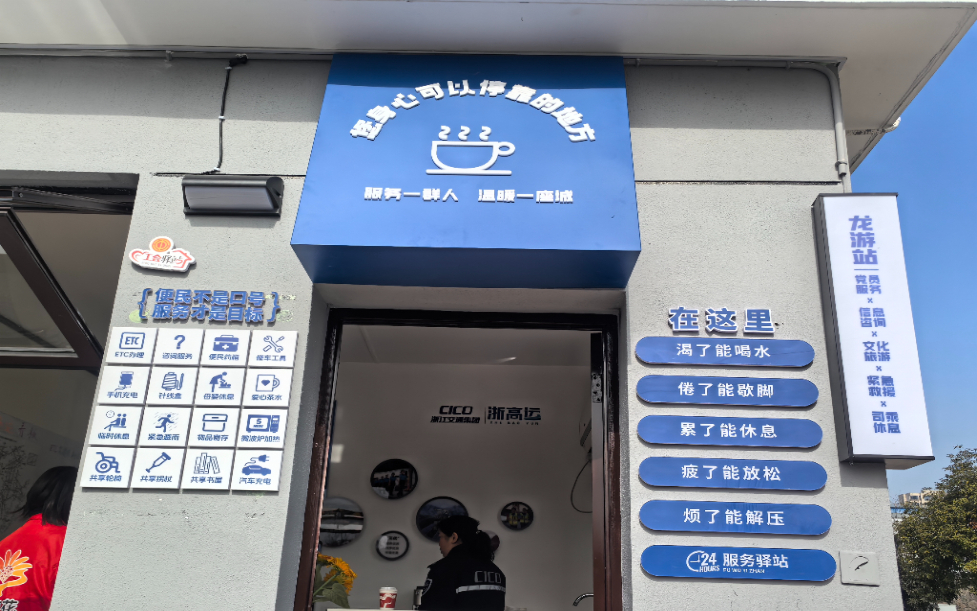 径身心可以停靠的地方
服务一群人 温暖一座城
工会驿站
便民不是口号
服务才是目标
ETC
ETC办理
?
咨询服务
便民药箱
修车工具
手机充电
针线盒
母婴休息
爱心茶水
临时休息
紧急避雨
物品寄存
微波炉加热
共享轮椅
共享拐杖
共享书屋
汽车充电
CICO
浙江交通集团
浙高运
CICO
在这里
渴了能喝水
倦了能歇脚
累了能休息
疲了能放松
烦了能解压
24
HOURS
服务驿站
FU WU YI ZHAN
龙游站
党员
服务
×
信息
咨询
×
文化
旅游
×
紧急
救援
×
司乘
休息